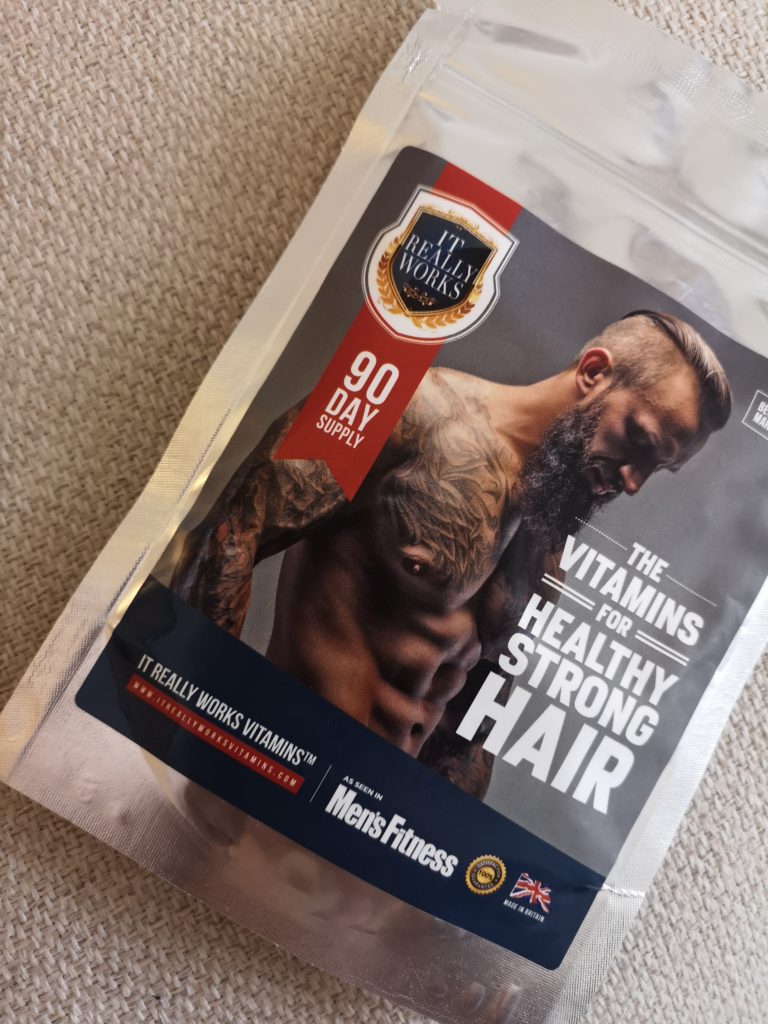 IT
REALLY
WORKS
90
DAY
SUPPLY
THE
VITAMINS
FOR
HEALTHY
STRONG
HAIR
IT REALLY WORKS VITAMINS™
WWW.ITREALLYWORKSVITAMINS.COM
AS SEEN IN
Men's Fitness
100%
MADE IN BRITAIN